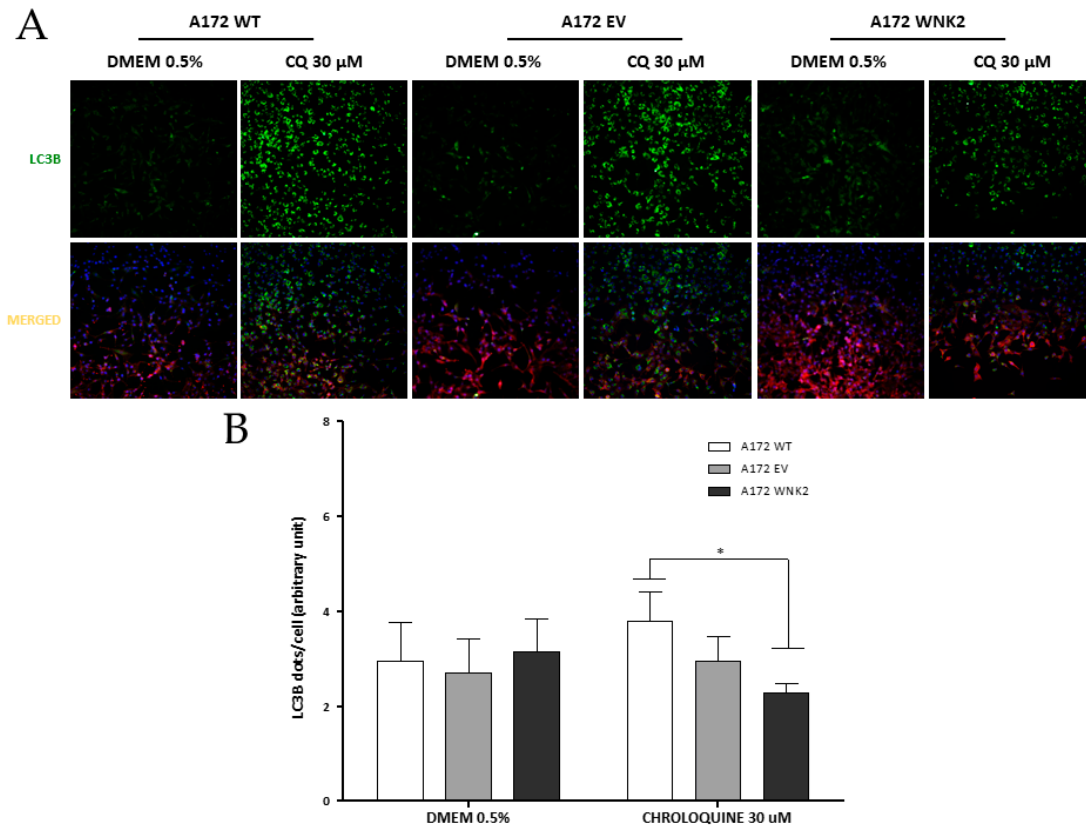 A
A172 WT
A172 EV
A172 WNK2
DMEM 0.5%
CQ 30 µM
DMEM 0.5%
CQ 30 µM
DMEM 0.5%
CQ 30 µM
LC3B
MERGED
B
LC3B dots/cell (arbitrary unit)
8
6
4
2
0
A172 WT
A172 EV
A172 WNK2
*
DMEM 0.5%
CHROLOQUINE 30 uM